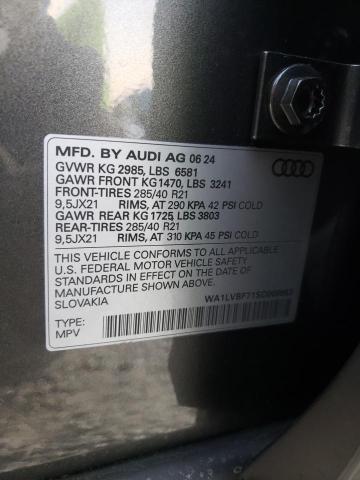 MFD. BY AUDI AG 06 24
GVWR KG 2985, LBS 6581
GAWR FRONT KG1470, LBS 3241
FRONT-TIRES 285/40 R21
9,5JX21 RIMS, AT 290 KPA 42 PSI COLD
GAWR REAR KG 1725 LBS 3803
REAR-TIRES 285/40 R21
9,5JX21 RIMS, AT 310 KPA 45 PSI COLD
THIS VEHICLE CONFORMS TO ALL APPLICABLE
U.S. FEDERAL MOTOR VEHICLE SAFETY
STANDARDS IN EFFECT ON THE DATE OF
SLOVAKIA
TYPE:
MPV